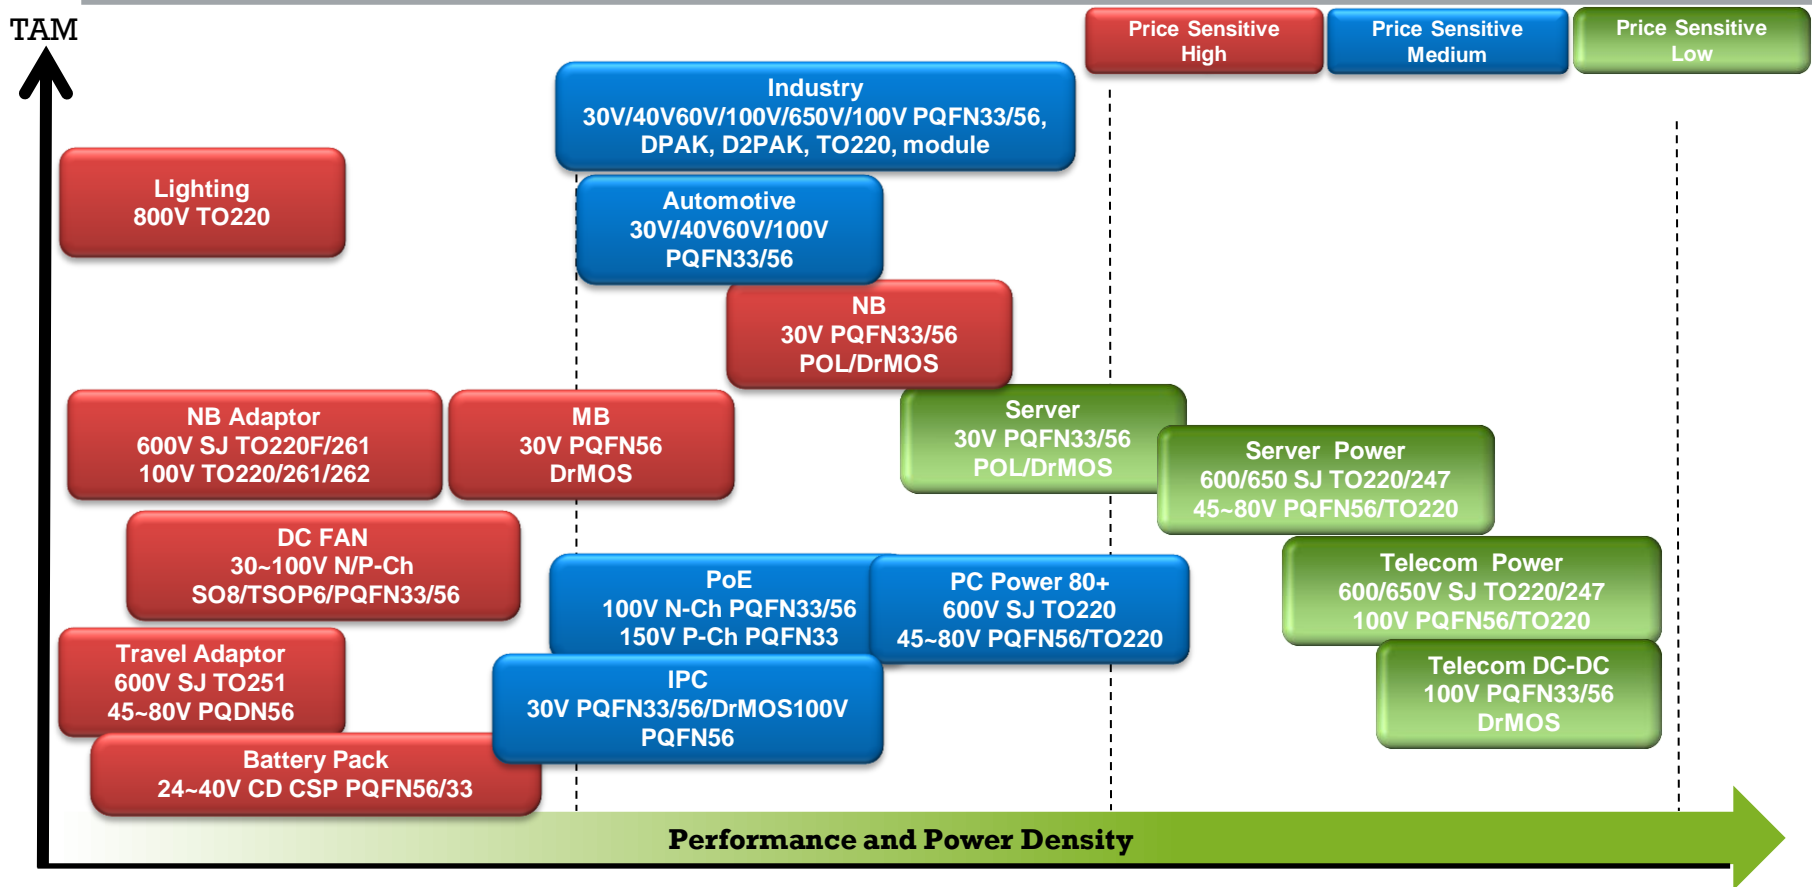 TAM
Price Sensitive
High
Price Sensitive
Medium
Price Sensitive
Low
Industry
30V/40V60V/100V/650V/100V PQFN33/56,
DPAK, D2PAK, TO220, module
Lighting
800V TO220
Automotive
30V/40V60V/100V
PQFN33/56
NB
30V PQFN33/56
POL/DrMOS
NB Adaptor
600V SJ TO220F/261
100V TO220/261/262
MB
30V PQFN56
DrMOS
Server
30V PQFN33/56
POL/DrMOS
Server Power
600/650 SJ TO220/247
45~80V PQFN56/TO220
DC FAN
30~100V N/P-Ch
SO8/TSOP6/PQFN33/56
PoE
100V N-Ch PQFN33/56
150V P-Ch PQFN33
PC Power 80+
600V SJ TO220
45~80V PQFN56/TO220
Telecom Power
600/650V SJ TO220/247
100V PQFN56/TO220
Travel Adaptor
600V SJ TO251
45~80V PQDN56
IPC
30V PQFN33/56/DrMOS100V
PQFN56
Telecom DC-DC
100V PQFN33/56
DrMOS
Battery Pack
24~40V CD CSP PQFN56/33
Performance and Power Density